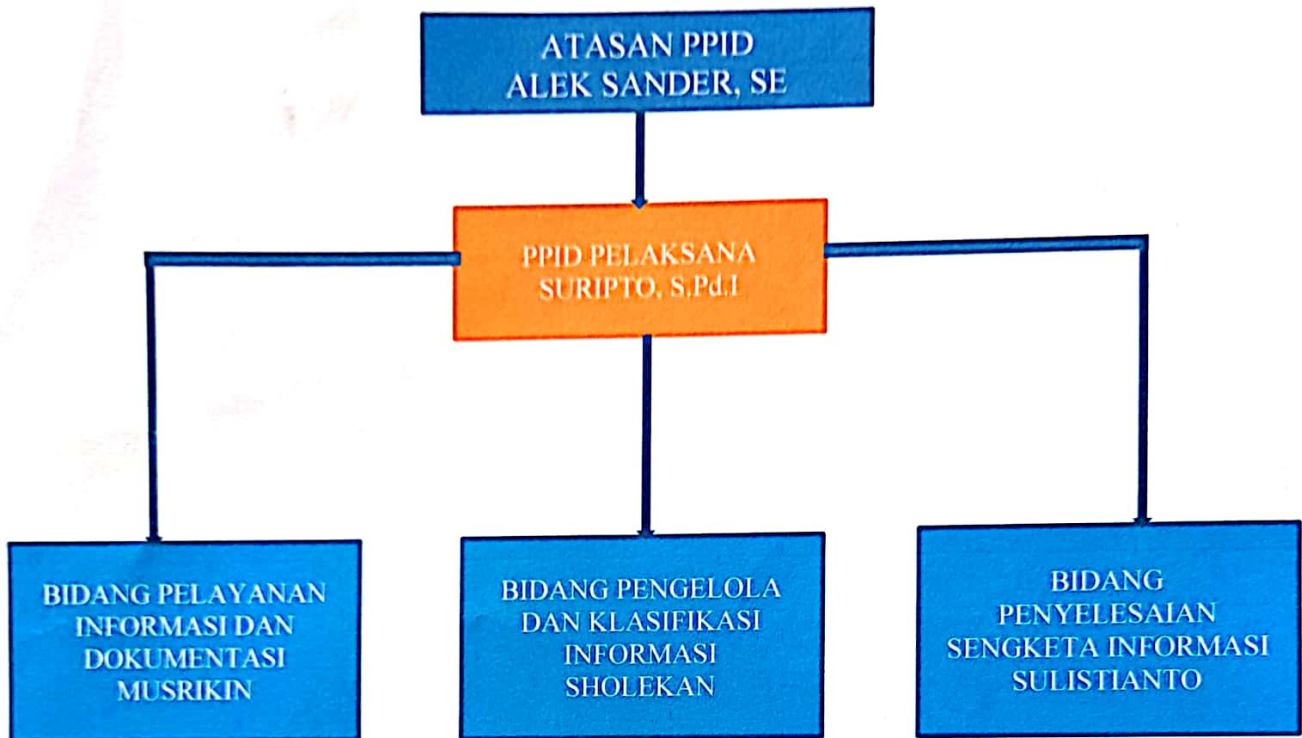 ATASAN PPID
ALEK SANDER, SE
PPID PELAKSANA
SURIPTO, S.Pd.I
BIDANG PELAYANAN
INFORMASI DAN
DOKUMENTASI
MUSRIKIN
BIDANG PENGELOLA
DAN KLASIFIKASI
INFORMASI
SHOLEKAN
BIDANG
PENYELESAIAN
SENGKETA INFORMASI
SULISTIANTO